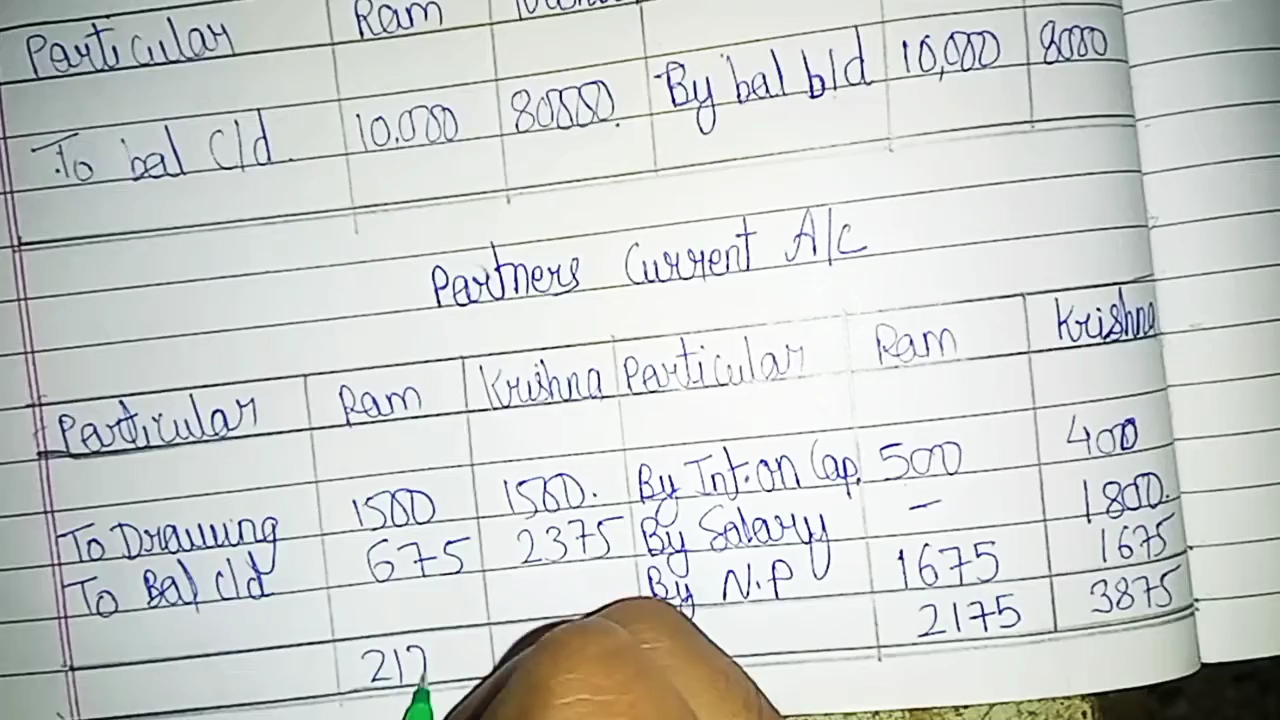 Particular Ram
To bal c/d 10,000 80000. By bal b/d 10,000 8000
Partners Current A/c
Particular Ram Krishna Particular Ram Krishna
To Drawing 1500 1500. By Int. on Cap. 500 400
To Bal c/d 675 2375 By Salary — 1800.
By N.P 1675 1675
217 2175 3875